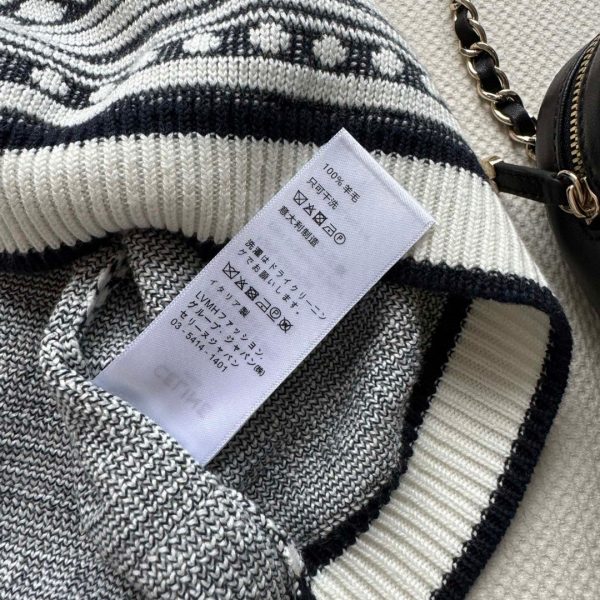 100% 羊毛
只可干洗
意大利制造
洗濯はドライクリーニン
グでお願いします。
イタリア製
LVMHファッション
グループ・ジャパン㈱
セリーヌジャパン
03-5414-1401
CELINE